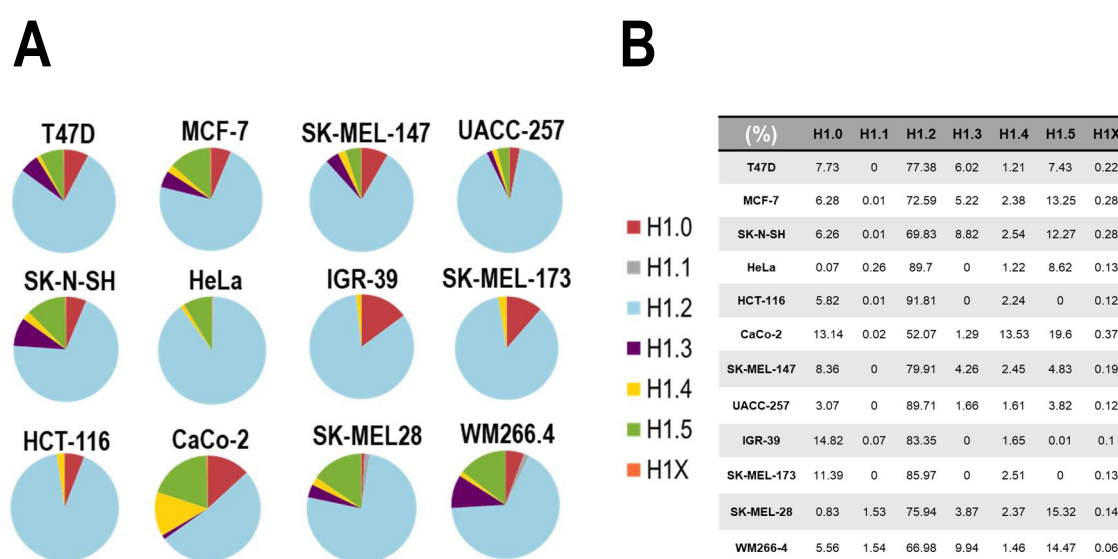 A
B
T47D
MCF-7
SK-MEL-147
UACC-257
SK-N-SH
HeLa
IGR-39
SK-MEL-173
HCT-116
CaCo-2
SK-MEL28
WM266.4
H1.0
H1.1
H1.2
H1.3
H1.4
H1.5
H1X
(%) H1.0 H1.1 H1.2 H1.3 H1.4 H1.5 H1X
T47D 7.73 0 77.38 6.02 1.21 7.43 0.22
MCF-7 6.28 0.01 72.59 5.22 2.38 13.25 0.28
SK-N-SH 6.26 0.01 69.83 8.82 2.54 12.27 0.28
HeLa 0.07 0.26 89.7 0 1.22 8.62 0.13
HCT-116 5.82 0.01 91.81 0 2.24 0 0.12
CaCo-2 13.14 0.02 52.07 1.29 13.53 19.6 0.37
SK-MEL-147 8.36 0 79.91 4.26 2.45 4.83 0.19
UACC-257 3.07 0 89.71 1.66 1.61 3.82 0.12
IGR-39 14.82 0.07 83.35 0 1.65 0.01 0.1
SK-MEL-173 11.39 0 85.97 0 2.51 0 0.13
SK-MEL-28 0.83 1.53 75.94 3.87 2.37 15.32 0.14
WM266-4 5.56 1.54 66.98 9.94 1.46 14.47 0.06